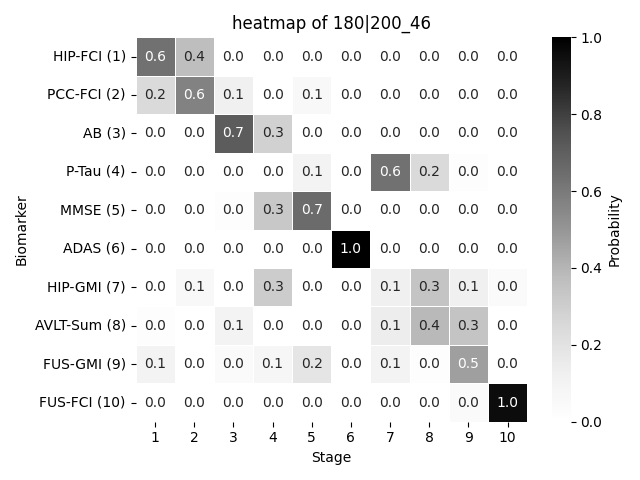 heatmap of 180|200_46
HIP-FCI (1) 0.6 0.4 0.0 0.0 0.0 0.0 0.0 0.0 0.0 0.0
PCC-FCI (2) 0.2 0.6 0.1 0.0 0.1 0.0 0.0 0.0 0.0 0.0
AB (3) 0.0 0.0 0.7 0.3 0.0 0.0 0.0 0.0 0.0 0.0
P-Tau (4) 0.0 0.0 0.0 0.0 0.1 0.0 0.6 0.2 0.0 0.0
MMSE (5) 0.0 0.0 0.0 0.3 0.7 0.0 0.0 0.0 0.0 0.0
ADAS (6) 0.0 0.0 0.0 0.0 0.0 1.0 0.0 0.0 0.0 0.0
HIP-GMI (7) 0.0 0.1 0.0 0.3 0.0 0.0 0.1 0.3 0.1 0.0
AVLT-Sum (8) 0.0 0.0 0.1 0.0 0.0 0.0 0.1 0.4 0.3 0.0
FUS-GMI (9) 0.1 0.0 0.0 0.1 0.2 0.0 0.1 0.0 0.5 0.0
FUS-FCI (10) 0.0 0.0 0.0 0.0 0.0 0.0 0.0 0.0 0.0 1.0
1 2 3 4 5 6 7 8 9 10
Stage
Biomarker
1.0
0.8
0.6
0.4
0.2
0.0
Probability